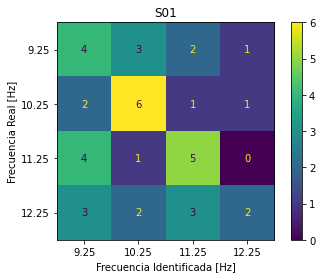 S01
Frecuencia Real [Hz]
9.25 4 3 2 1
10.25 2 6 1 1
11.25 4 1 5 0
12.25 3 2 3 2
9.25 10.25 11.25 12.25
Frecuencia Identificada [Hz]
6
5
4
3
2
1
0